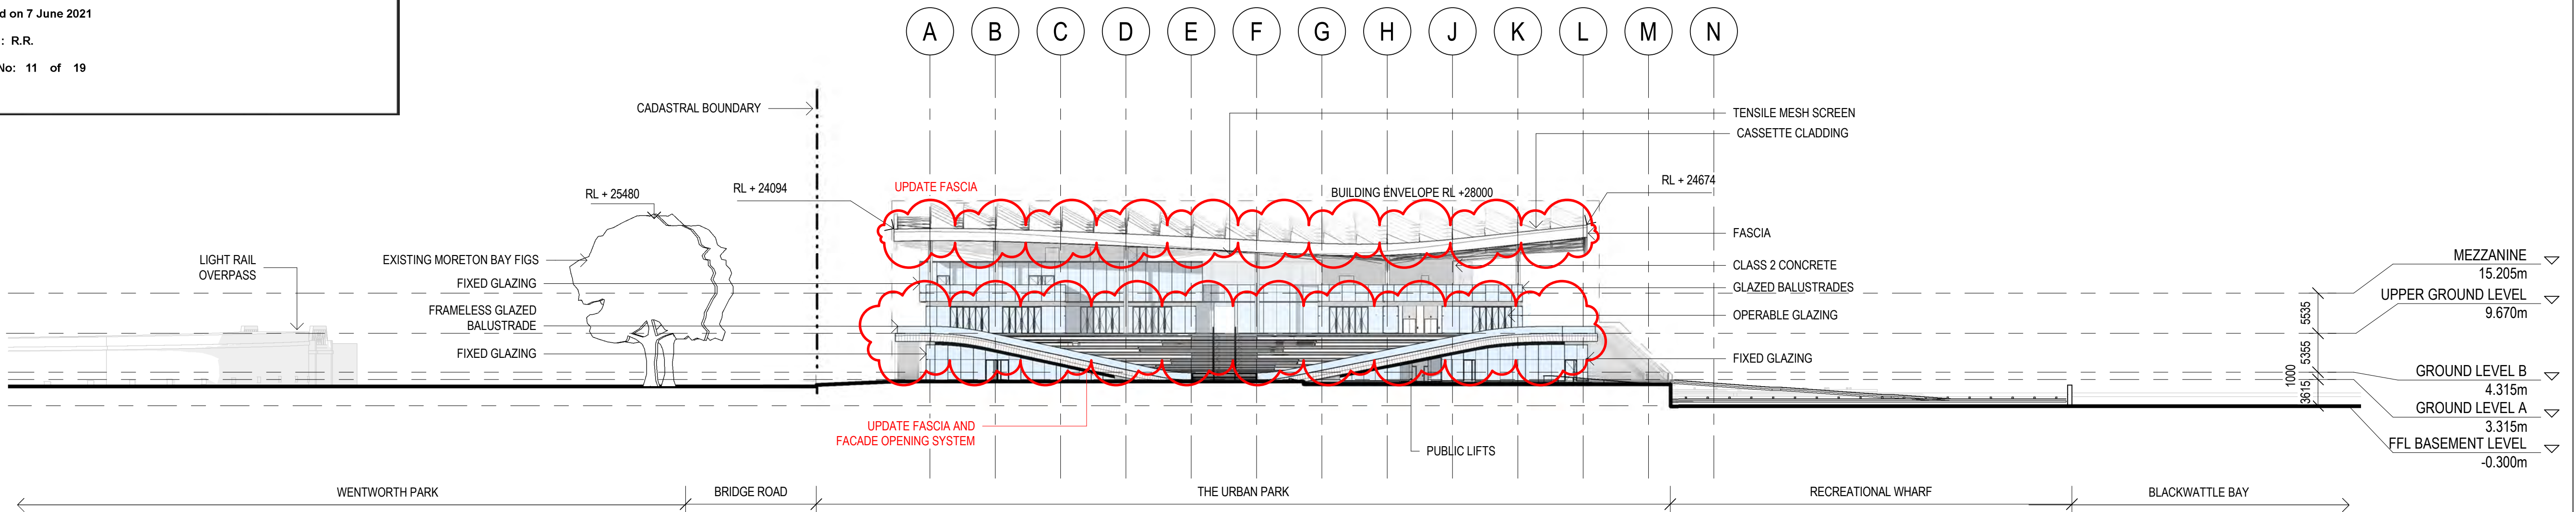 d on 7 June 2021
: R.R.
No: 11 of 19
A B C D E F G H J K L M N
CADASTRAL BOUNDARY
TENSILE MESH SCREEN
CASSETTE CLADDING
RL + 25480
RL + 24094
UPDATE FASCIA
BUILDING ENVELOPE RL +28000
RL + 24674
LIGHT RAIL
OVERPASS
EXISTING MORETON BAY FIGS
FIXED GLAZING
FRAMELESS GLAZED
BALUSTRADE
FIXED GLAZING
FASCIA
CLASS 2 CONCRETE
GLAZED BALUSTRADES
OPERABLE GLAZING
FIXED GLAZING
MEZZANINE
15.205m
UPPER GROUND LEVEL
9.670m
GROUND LEVEL B
4.315m
GROUND LEVEL A
3.315m
FFL BASEMENT LEVEL
-0.300m
5535
5355
1000
3615
UPDATE FASCIA AND
FACADE OPENING SYSTEM
PUBLIC LIFTS
WENTWORTH PARK
BRIDGE ROAD
THE URBAN PARK
RECREATIONAL WHARF
BLACKWATTLE BAY